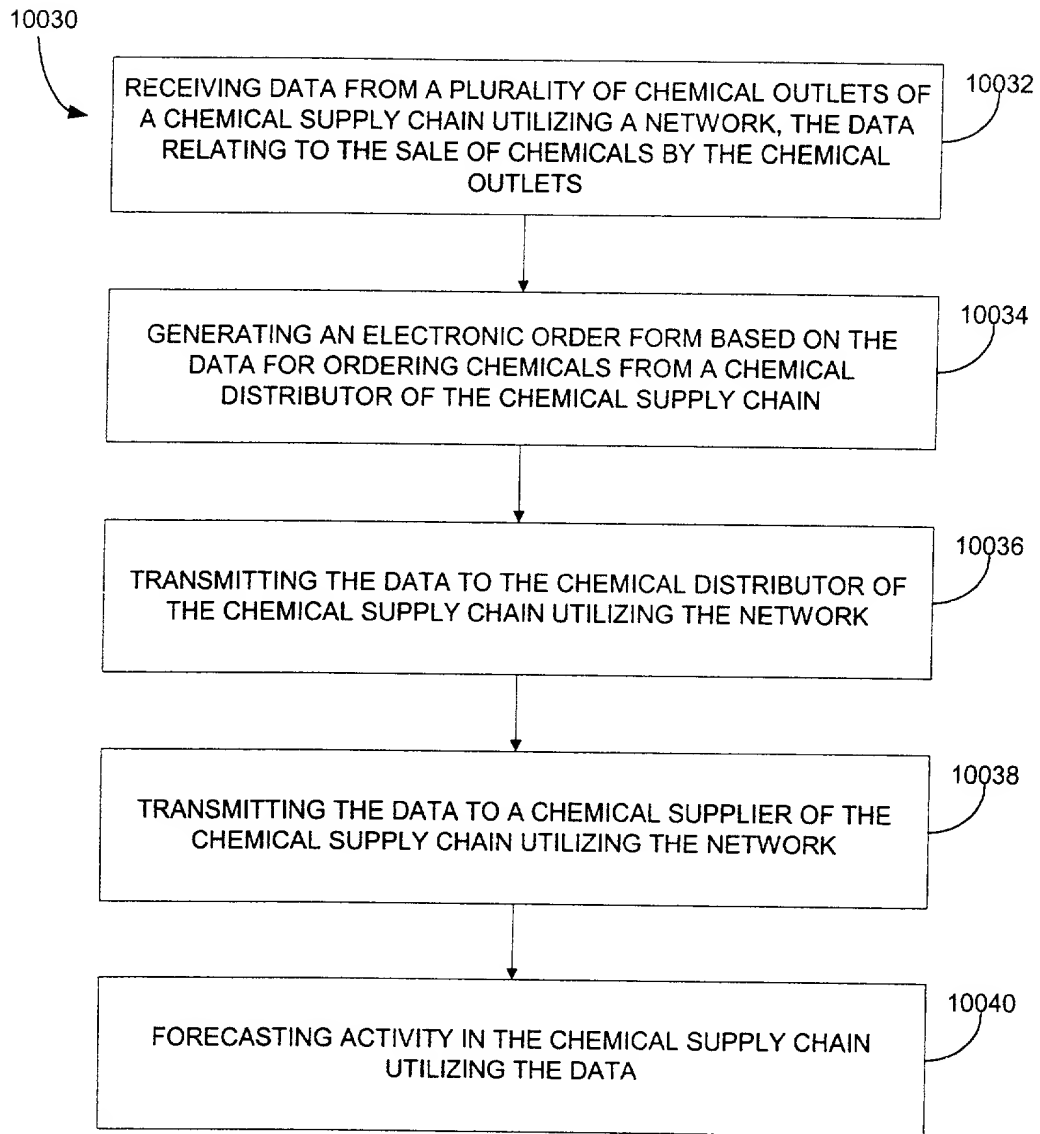 10030
RECEIVING DATA FROM A PLURALITY OF CHEMICAL OUTLETS OF
A CHEMICAL SUPPLY CHAIN UTILIZING A NETWORK, THE DATA
RELATING TO THE SALE OF CHEMICALS BY THE CHEMICAL
OUTLETS
10032
GENERATING AN ELECTRONIC ORDER FORM BASED ON THE
DATA FOR ORDERING CHEMICALS FROM A CHEMICAL
DISTRIBUTOR OF THE CHEMICAL SUPPLY CHAIN
10034
TRANSMITTING THE DATA TO THE CHEMICAL DISTRIBUTOR OF
THE CHEMICAL SUPPLY CHAIN UTILIZING THE NETWORK
10036
TRANSMITTING THE DATA TO A CHEMICAL SUPPLIER OF THE
CHEMICAL SUPPLY CHAIN UTILIZING THE NETWORK
10038
FORECASTING ACTIVITY IN THE CHEMICAL SUPPLY CHAIN
UTILIZING THE DATA
10040